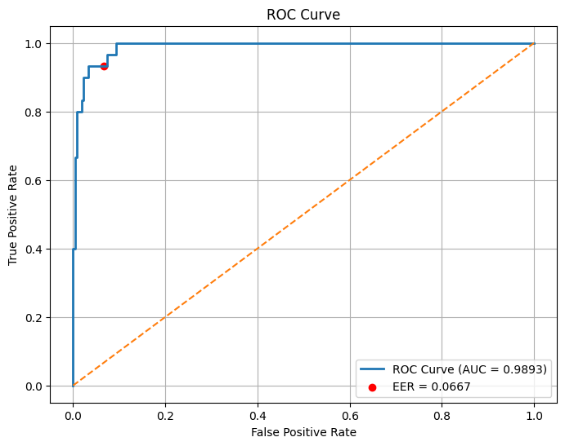 ROC Curve
True Positive Rate
1.0
0.8
0.6
0.4
0.2
0.0
0.0 0.2 0.4 0.6 0.8 1.0
False Positive Rate
ROC Curve (AUC = 0.9893)
EER = 0.0667